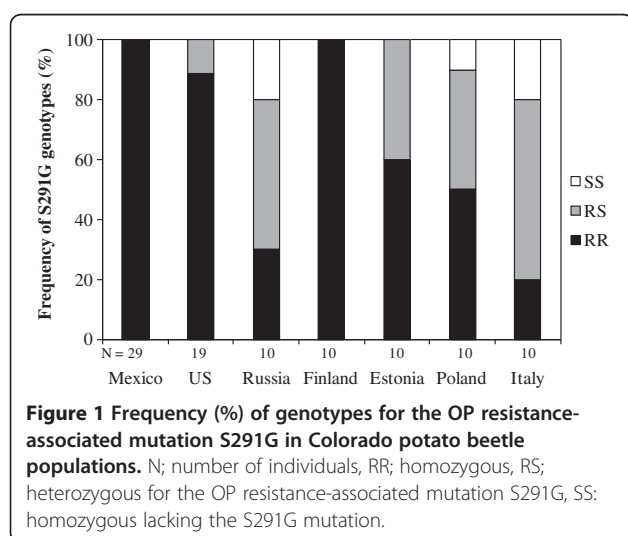 100
80
60
40
20
0
Frequency of S291G genotypes (%)
SS
RS
RR
N = 29 19 10 10 10 10 10
Mexico US Russia Finland Estonia Poland Italy
Figure 1 Frequency (%) of genotypes for the OP resistance-
associated mutation S291G in Colorado potato beetle
populations. N; number of individuals, RR; homozygous, RS;
heterozygous for the OP resistance-associated mutation S291G, SS:
homozygous lacking the S291G mutation.